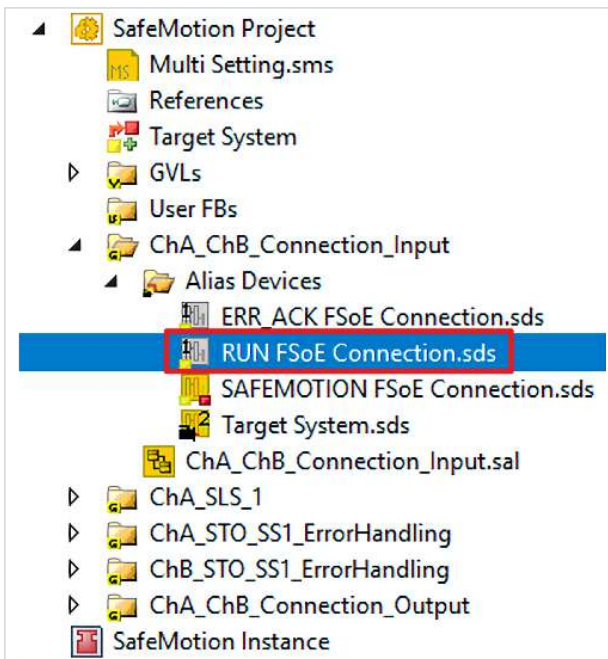 SafeMotion Project
Multi Setting.sms
References
Target System
GVLs
User FBs
ChA_ChB_Connection_Input
Alias Devices
ERR_ACK FSoE Connection.sds
RUN FSoE Connection.sds
SAFEMOTION FSoE Connection.sds
Target System.sds
ChA_ChB_Connection_Input.sal
ChA_SLS_1
ChA_STO_SS1_ErrorHandling
ChB_STO_SS1_ErrorHandling
ChA_ChB_Connection_Output
SafeMotion Instance